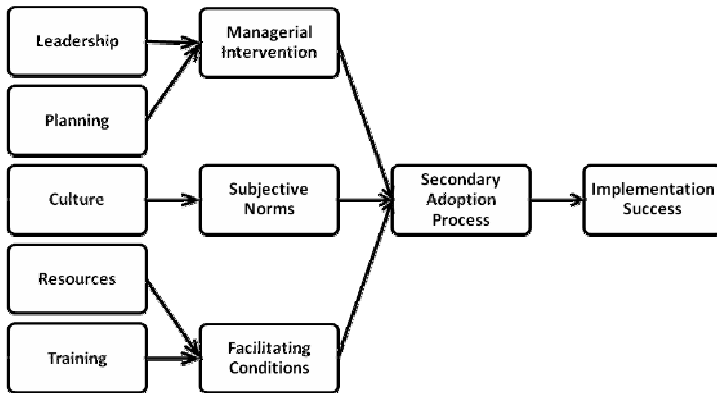 Leadership
Managerial
Intervention
Planning
Culture
Subjective
Norms
Secondary
Adoption
Process
Implementation
Success
Resources
Training
Facilitating
Conditions